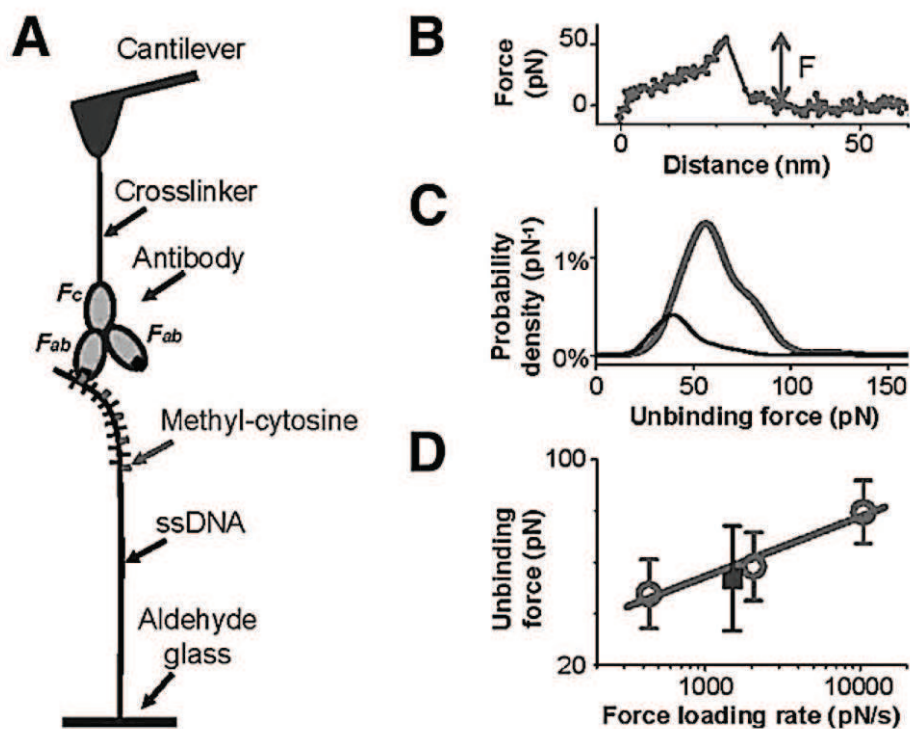 A
Cantilever
Crosslinker
Antibody
Fc
Fab
Fab
Methyl-cytosine
ssDNA
Aldehyde
glass
B
Force
(pN)
50
0
F
0
50
Distance (nm)
C
Probability
density (pN-1)
1%
0%
0
50
100
150
Unbinding force (pN)
D
Unbinding
force (pN)
100
20
1000
10000
Force loading rate (pN/s)